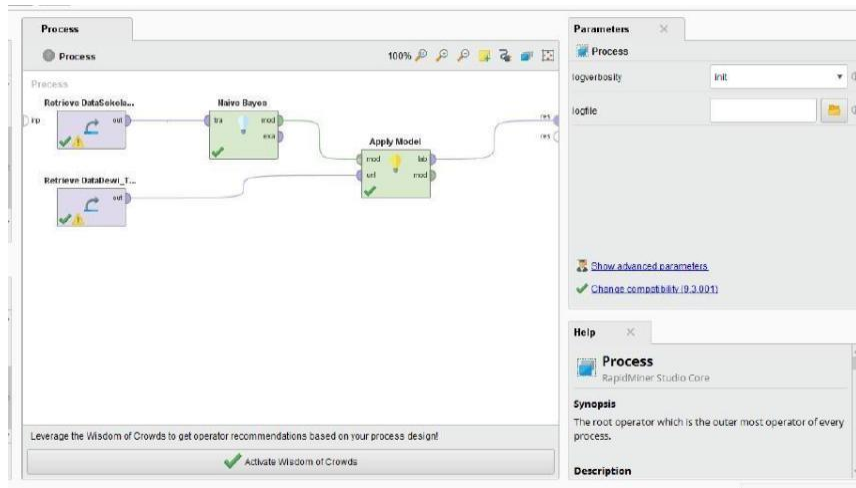 Process
Process
100%
Process
inp
Retrieve DataSekola...
out
Naive Bayes
tra
mod
exa
Apply Model
mod
lab
unl
mod
res
res
Retrieve DataDewi_T...
out
Leverage the Wisdom of Crowds to get operator recommendations based on your process design!
Activate Wisdom of Crowds
Parameters
Process
logverbosity
init
logfile
Show advanced parameters
Change compatibility (9.3.001)
Help
Process
RapidMiner Studio Core
Synopsis
The root operator which is the outer most operator of every
process.
Description